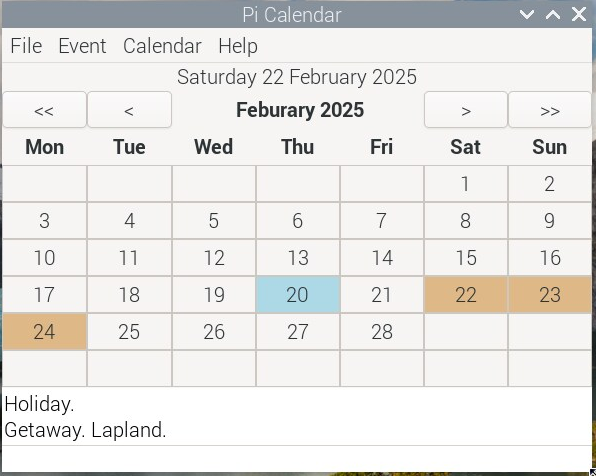 Pi Calendar
File Event Calendar Help
Saturday 22 February 2025
<< < Feburary 2025 > >>
Mon Tue Wed Thu Fri Sat Sun
1 2
3 4 5 6 7 8 9
10 11 12 13 14 15 16
17 18 19 20 21 22 23
24 25 26 27 28
Holiday.
Getaway. Lapland.